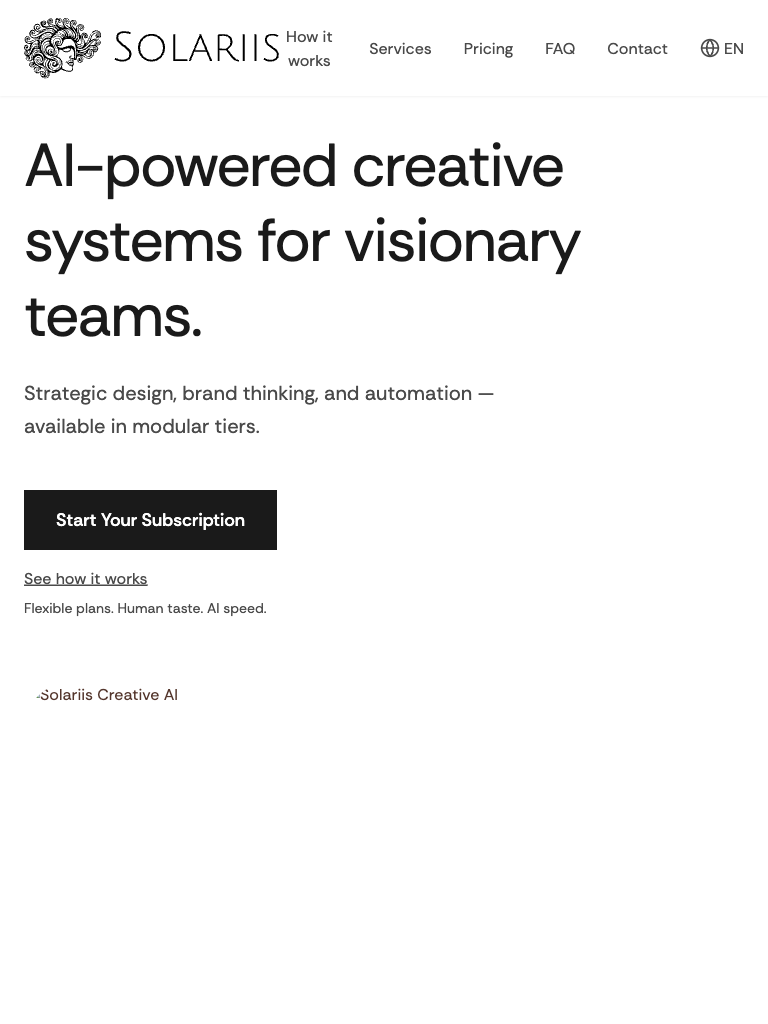 SOLARIIS
How it
works
Services
Pricing
FAQ
Contact
EN
AI-powered creative
systems for visionary
teams.
Strategic design, brand thinking, and automation —
available in modular tiers.
Start Your Subscription
See how it works
Flexible plans. Human taste. AI speed.
Solariis Creative AI